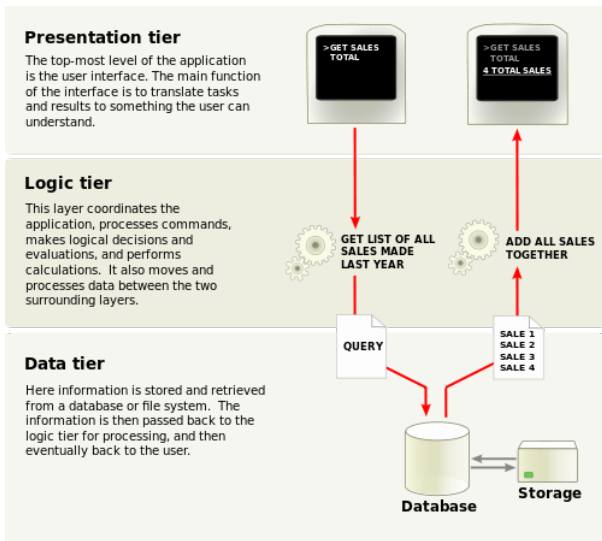 Presentation tier
The top-most level of the application
is the user interface. The main function
of the interface is to translate tasks
and results to something the user can
understand.
>GET SALES
TOTAL
>GET SALES
TOTAL
4 TOTAL SALES
Logic tier
This layer coordinates the
application, processes commands,
makes logical decisions and
evaluations, and performs
calculations. It also moves and
processes data between the two
surrounding layers.
GET LIST OF ALL
SALES MADE
LAST YEAR
ADD ALL SALES
TOGETHER
Data tier
Here information is stored and retrieved
from a database or file system. The
information is then passed back to the
logic tier for processing, and then
eventually back to the user.
QUERY
SALE 1
SALE 2
SALE 3
SALE 4
Database
Storage